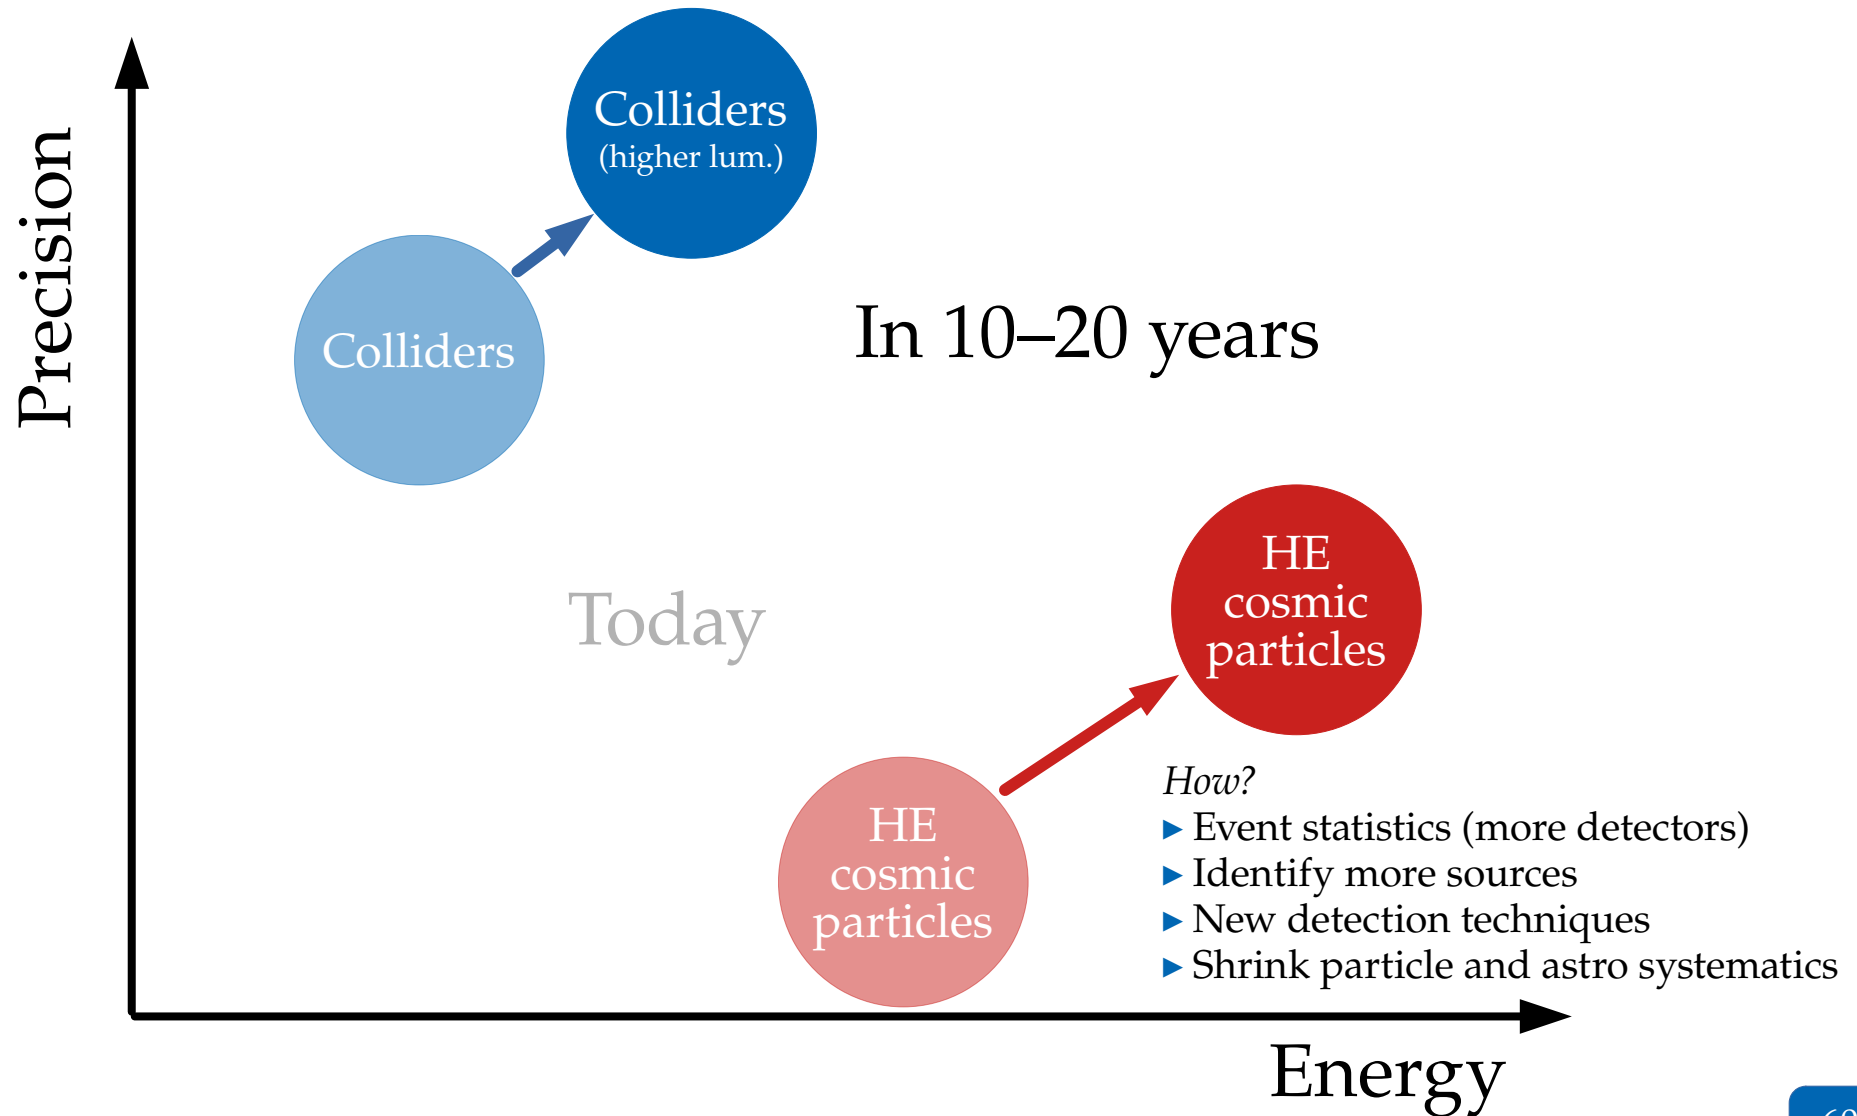 Precision
Colliders
(higher lum.)
Colliders
In 10–20 years
Today
HE
cosmic
particles
HE
cosmic
particles
How?
▸ Event statistics (more detectors)
▸ Identify more sources
▸ New detection techniques
▸ Shrink particle and astro systematics
Energy